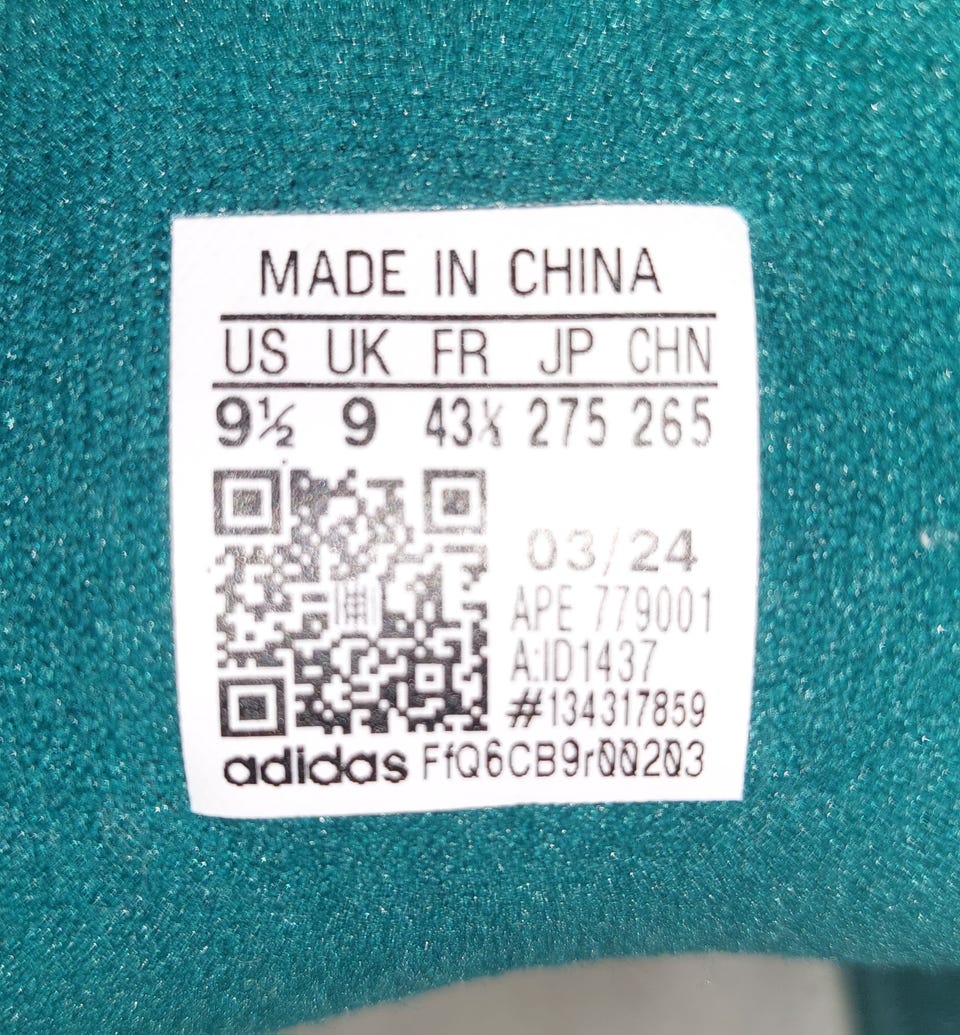 MADE IN CHINA
US UK FR JP CHN
9½ 9 43⅓ 275 265
03/24
APE 779001
A:ID1437
#134317859
adidas FfQ6CB9r00203